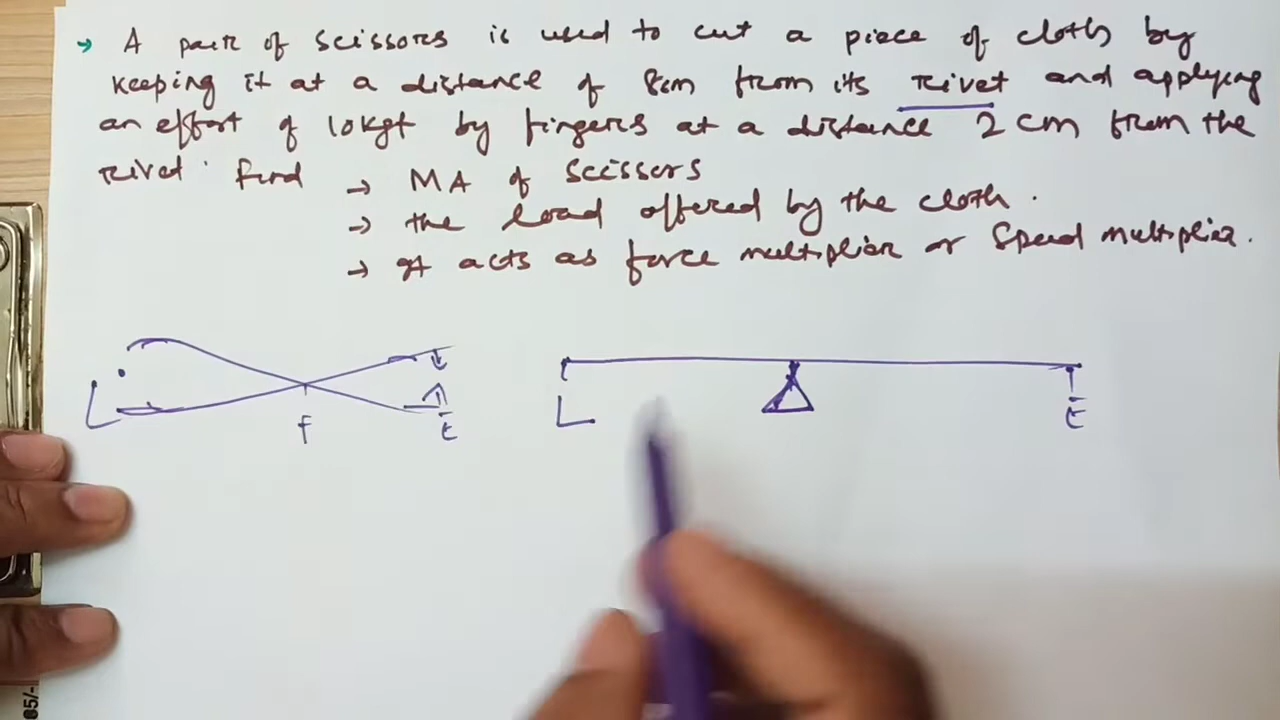 → A pair of scissors is used to cut a piece of cloth by
keeping it at a distance of 8cm from its rivet and applying
an effort of 10kgf by fingers at a distance 2 cm from the
rivet. Find → MA of scissors
→ the load offered by the cloth.
→ It acts as force multiplier or speed multiplier.
L f E
L E
05/-